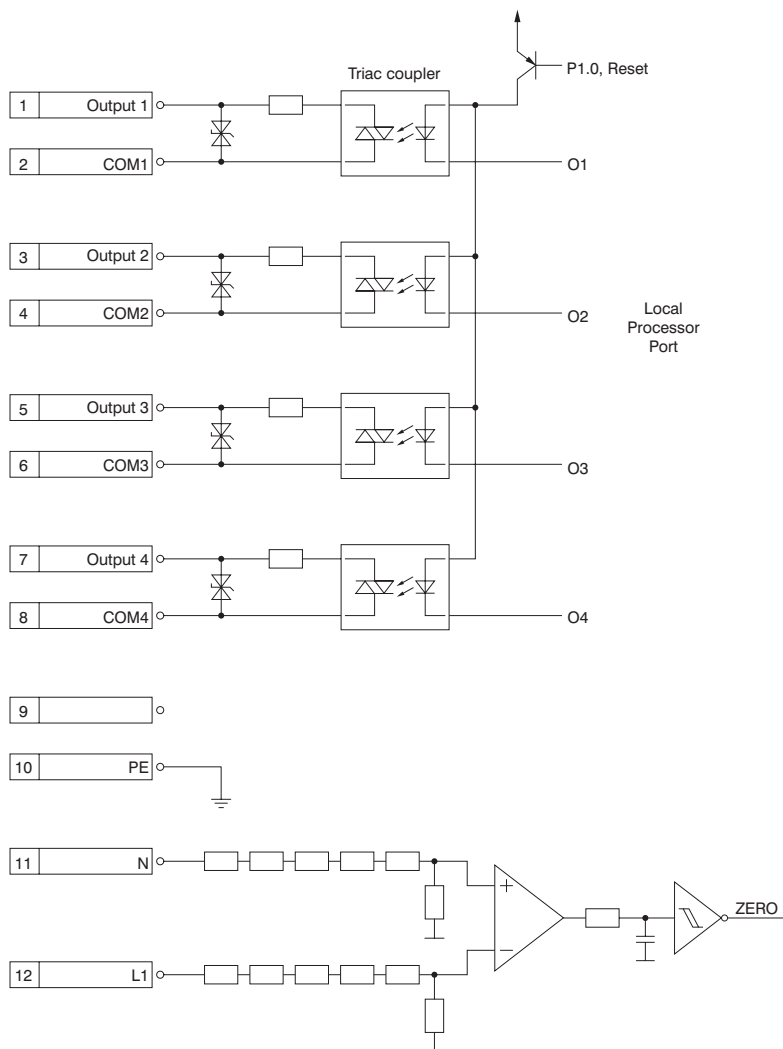 P1.0, Reset
Triac coupler
1 Output 1
2 COM1
O1
3 Output 2
4 COM2
O2
Local
Processor
Port
5 Output 3
6 COM3
O3
7 Output 4
8 COM4
O4
9
10 PE
11 N
+
ZERO
−
12 L1